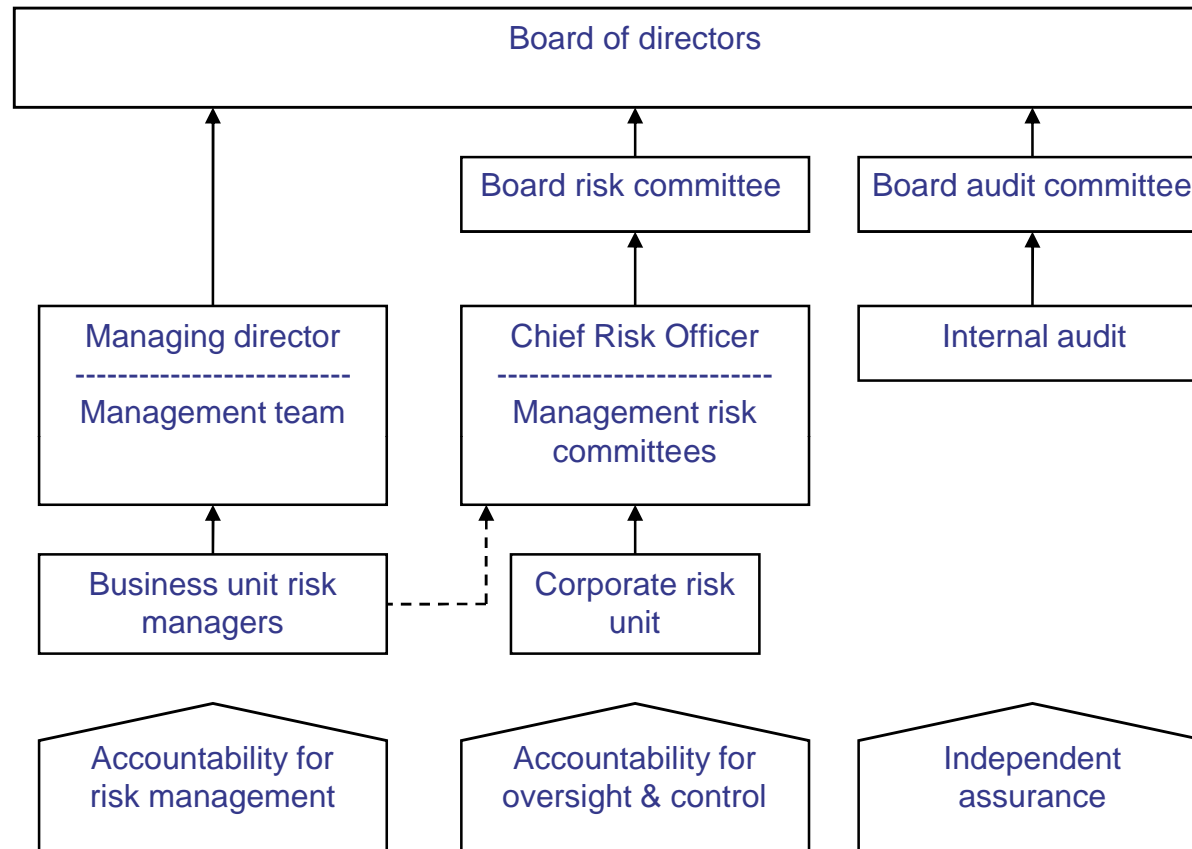 Board of directors
Board risk committee
Board audit committee
Managing director
Management team
Chief Risk Officer
Management risk
committees
Internal audit
Business unit risk
managers
Corporate risk
unit
Accountability for
risk management
Accountability for
oversight & control
Independent
assurance